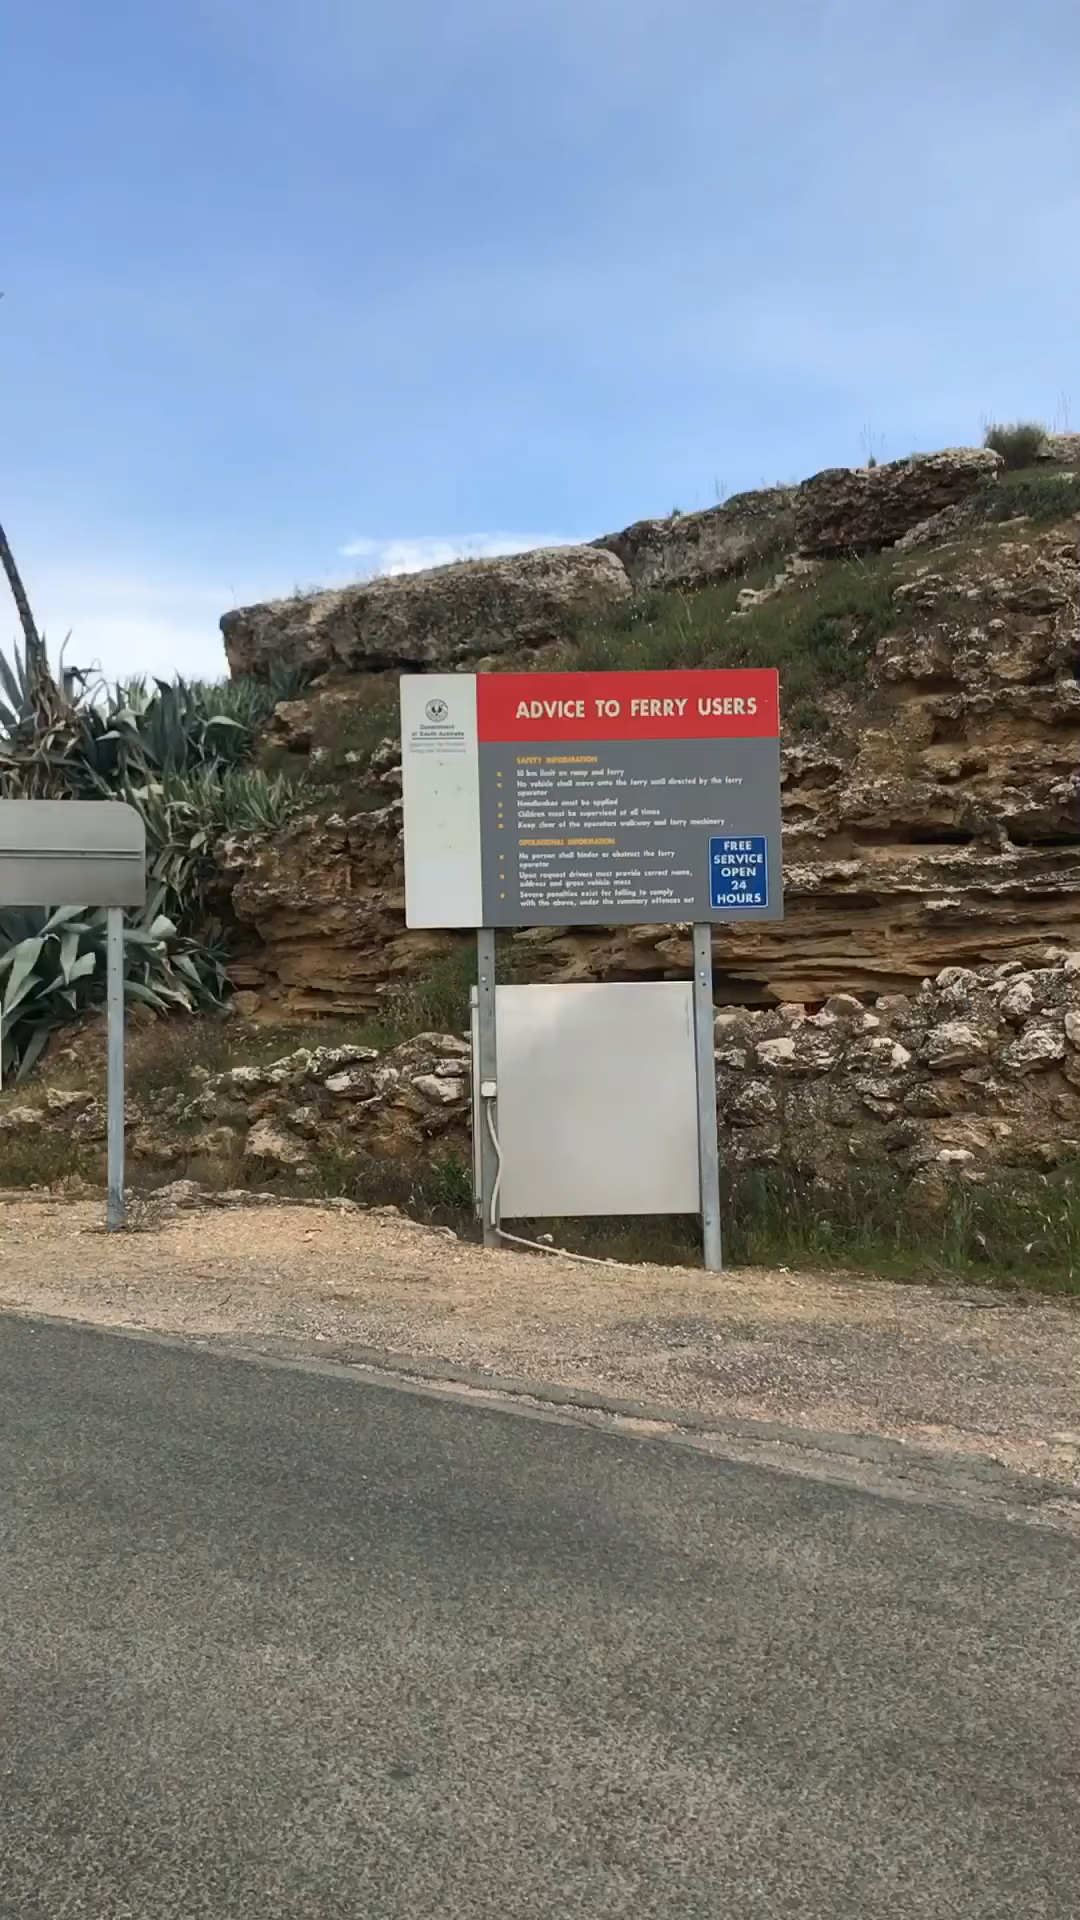 Government
of South Australia
ADVICE TO FERRY USERS
SAFETY INFORMATION
10 km limit on ramp and ferry
No vehicle shall move onto the ferry until directed by the ferry
operator
Handbrakes must be applied
Children must be supervised at all times
Keep clear of the operators walkway and ferry machinery
OPERATIONAL INFORMATION
No person shall hinder or obstruct the ferry
operator
Upon request drivers must provide correct name,
address and gross vehicle mass
Severe penalties exist for failing to comply
with the above, under the summary offences act
FREE
SERVICE
OPEN
24
HOURS